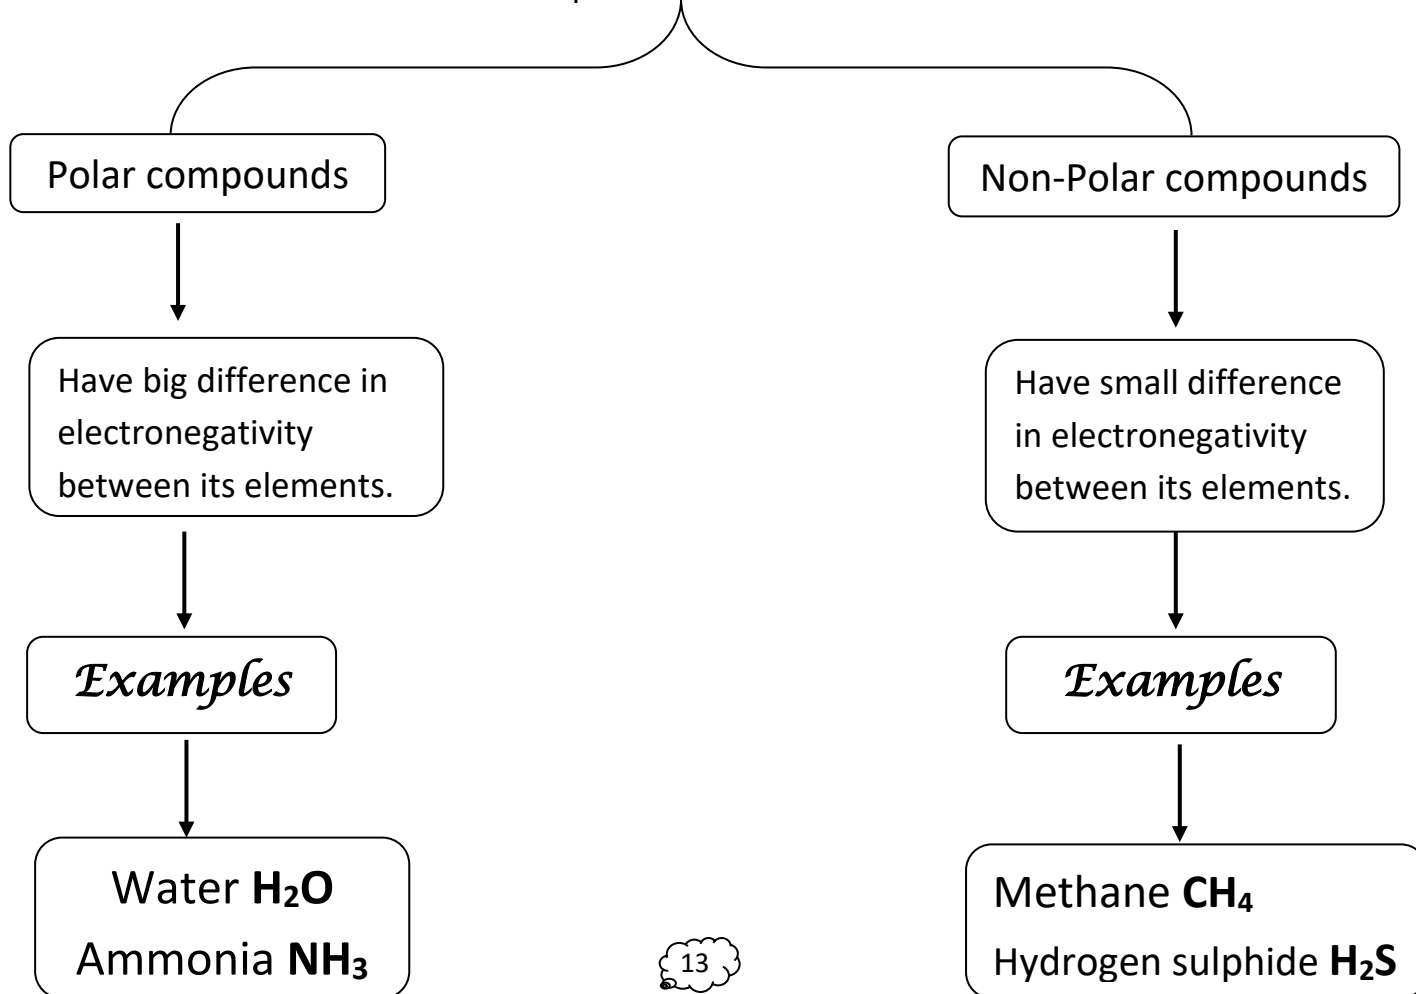 Polar compounds
Non-Polar compounds
Have big difference in
electronegativity
between its elements.
Have small difference
in electronegativity
between its elements.
Examples
Examples
Water H₂O
Ammonia NH₃
Methane CH₄
Hydrogen sulphide H₂S
13